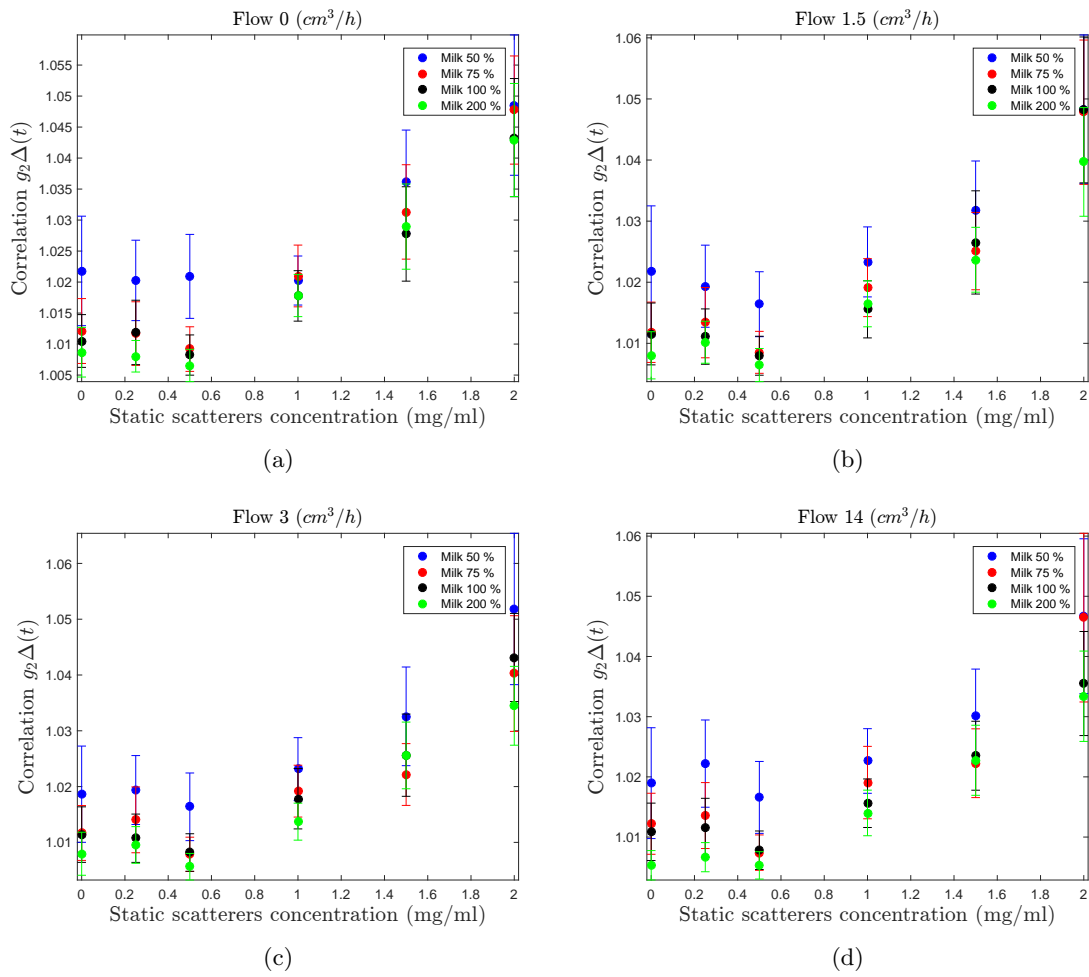 Flow 0 (cm³/h)
Correlation g₂Δ(t)
1.055
1.05
1.045
1.04
1.035
1.03
1.025
1.02
1.015
1.01
1.005
Milk 50 %
Milk 75 %
Milk 100 %
Milk 200 %
0 0.2 0.4 0.6 0.8 1 1.2 1.4 1.6 1.8 2
Static scatterers concentration (mg/ml)
(a)
Flow 1.5 (cm³/h)
Correlation g₂Δ(t)
1.06
1.05
1.04
1.03
1.02
1.01
Milk 50 %
Milk 75 %
Milk 100 %
Milk 200 %
0 0.2 0.4 0.6 0.8 1 1.2 1.4 1.6 1.8 2
Static scatterers concentration (mg/ml)
(b)
Flow 3 (cm³/h)
Correlation g₂Δ(t)
1.06
1.05
1.04
1.03
1.02
1.01
Milk 50 %
Milk 75 %
Milk 100 %
Milk 200 %
0 0.2 0.4 0.6 0.8 1 1.2 1.4 1.6 1.8 2
Static scatterers concentration (mg/ml)
(c)
Flow 14 (cm³/h)
Correlation g₂Δ(t)
1.06
1.05
1.04
1.03
1.02
1.01
Milk 50 %
Milk 75 %
Milk 100 %
Milk 200 %
0 0.2 0.4 0.6 0.8 1 1.2 1.4 1.6 1.8 2
Static scatterers concentration (mg/ml)
(d)